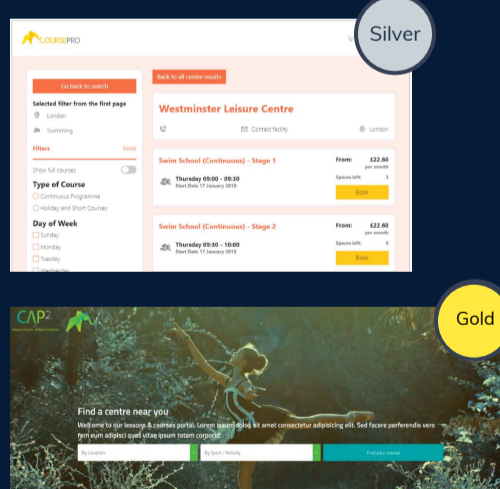 Silver
COURSEPRO
Go back to search
Back to all centre results
Selected filter from the first page
London
Swimming
Filters Reset
Show full courses
Type of Course
Continuous Programme
Holiday and Short Courses
Day of Week
Sunday
Monday
Tuesday
Wednesday
Westminster Leisure Centre
Contact facility London
Swim School (Continuous) - Stage 1 From: £22.60
per month
Thursday 09:00 - 09:30 Spaces left: 3
Start Date 17 January 2019
Book
Swim School (Continuous) - Stage 2 From: £22.60
per month
Thursday 09:30 - 10:00 Spaces left: 6
Start Date 17 January 2019
Book
Gold
CAP2
Find a centre near you
Welcome to our lessons & courses portal. Lorem ipsum dolor sit amet consectetur adipisicing elit. Sed facere perferendis vero
rem eum adipisci quas vitae ipsum totam corporis!
By Location By Sport / Activity Find your course